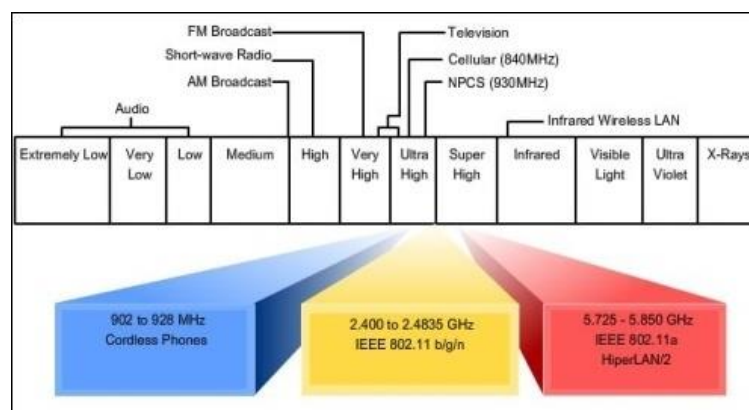 FM Broadcast
Television
Short-wave Radio
Cellular (840MHz)
AM Broadcast
NPCS (930MHz)
Audio
Infrared Wireless LAN
Extremely Low
Very
Low
Low
Medium
High
Very
High
Ultra
High
Super
High
Infrared
Visible
Light
Ultra
Violet
X-Rays
902 to 928 MHz
Cordless Phones
2.400 to 2.4835 GHz
IEEE 802.11 b/g/n
5.725 - 5.850 GHz
IEEE 802.11a
HiperLAN/2